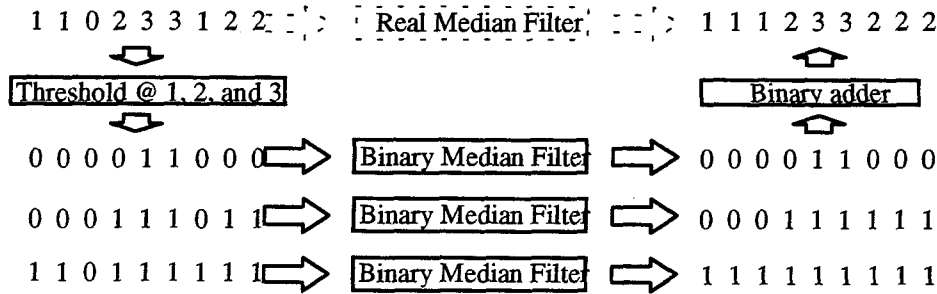 1 1 0 2 3 3 1 2 2 Real Median Filter 1 1 1 2 3 3 2 2 2
Threshold @ 1, 2, and 3 Binary adder
0 0 0 0 1 1 0 0 0 Binary Median Filter 0 0 0 0 1 1 0 0 0
0 0 0 1 1 1 0 1 1 Binary Median Filter 0 0 0 1 1 1 1 1 1
1 1 0 1 1 1 1 1 1 Binary Median Filter 1 1 1 1 1 1 1 1 1